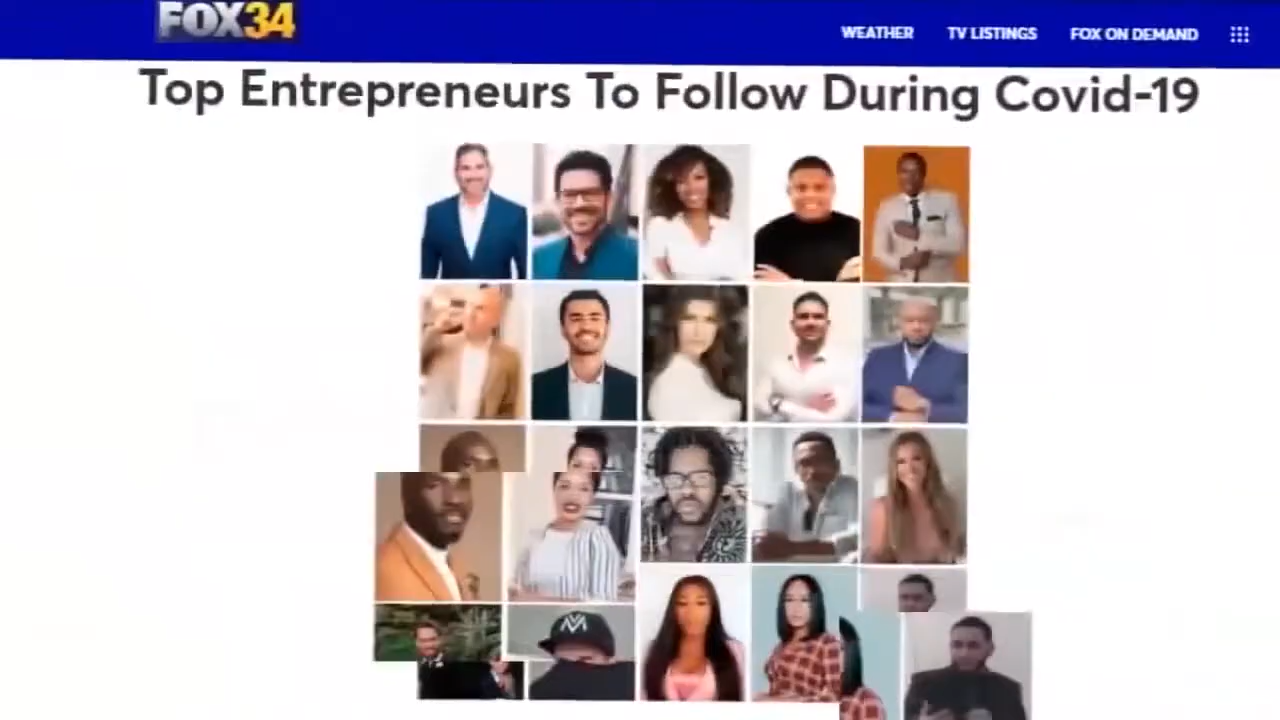 FOX34
WEATHER TV LISTINGS FOX ON DEMAND
Top Entrepreneurs To Follow During Covid-19